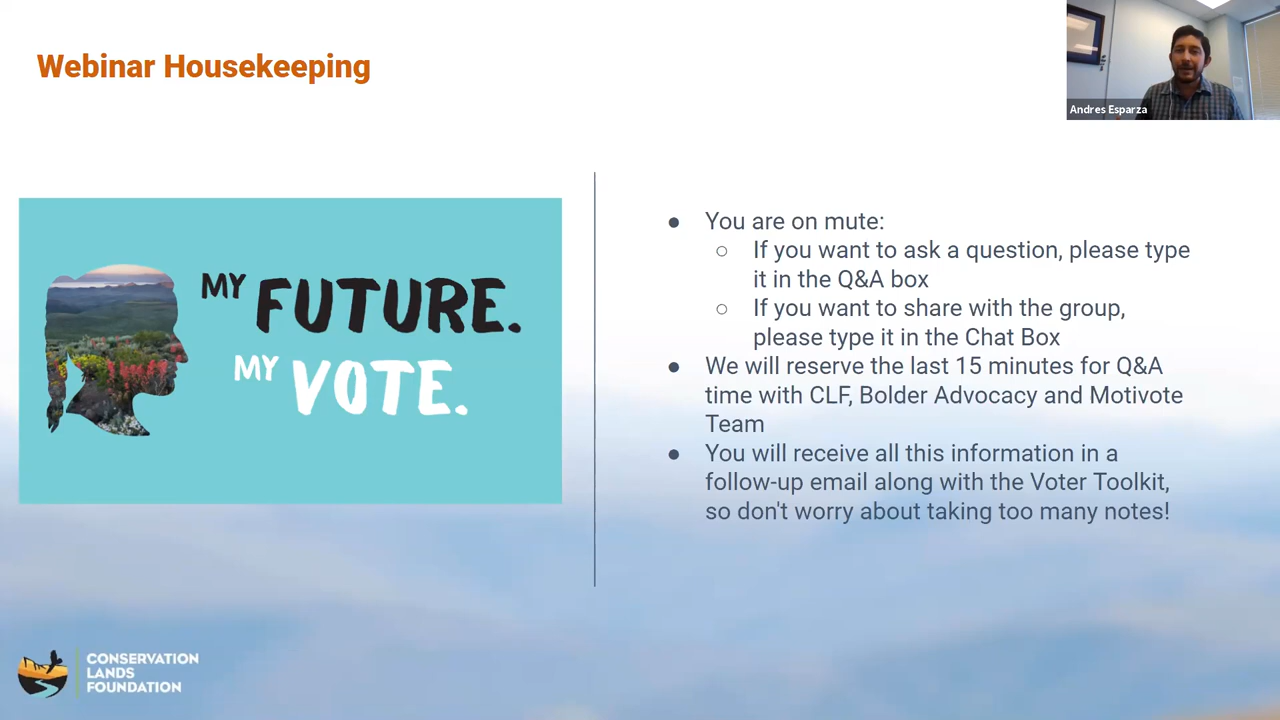 Webinar Housekeeping
Andres Esparza
MY FUTURE.
MY VOTE.
● You are on mute:
○ If you want to ask a question, please type
it in the Q&A box
○ If you want to share with the group,
please type it in the Chat Box
● We will reserve the last 15 minutes for Q&A
time with CLF, Bolder Advocacy and Motivote
Team
● You will receive all this information in a
follow-up email along with the Voter Toolkit,
so don't worry about taking too many notes!
CONSERVATION
LANDS
FOUNDATION